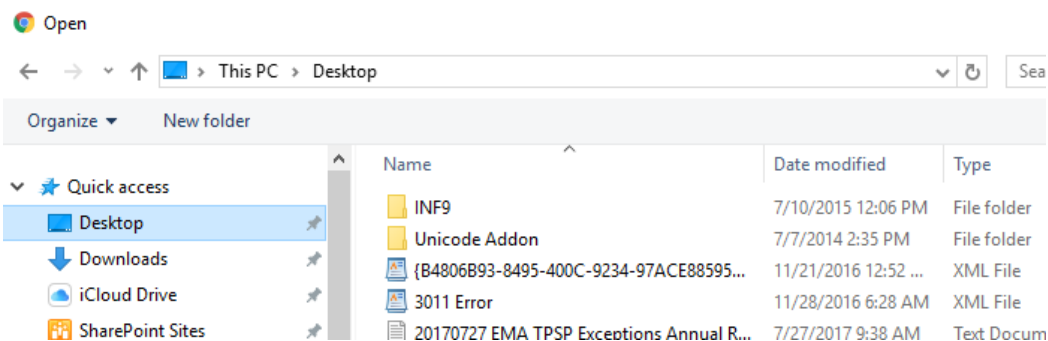 Open
This PC > Desktop
Sea
Organize
New folder
Name
Date modified
Type
Quick access
Desktop
Downloads
iCloud Drive
SharePoint Sites
INF9 7/10/2015 12:06 PM File folder
Unicode Addon 7/7/2014 2:35 PM File folder
{B4806B93-8495-400C-9234-97ACE88595... 11/21/2016 12:52 ... XML File
3011 Error 11/28/2016 6:28 AM XML File
20170727 EMA TPSP Exceptions Annual R... 7/27/2017 9:38 AM Text Docum